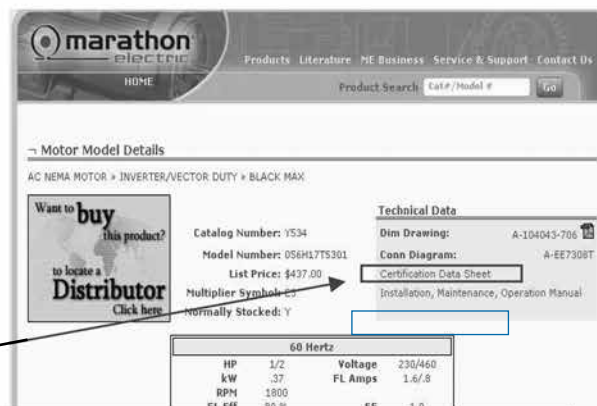 marathon
electric
Products Literature ME Business Service & Support Contact Us
HOME
Product Search Cat#/Model # Go
¬ Motor Model Details
AC NEMA MOTOR » INVERTER/VECTOR DUTY » BLACK MAX
Want to buy
this product?
to locate a
Distributor
Click here
Catalog Number: Y534
Model Number: 056H17T5301
List Price: $437.00
Multiplier Symbol:
Normally Stocked: Y
Technical Data
Dim Drawing: A-104043-706
Conn Diagram: A-EE7308T
Certification Data Sheet
Installation, Maintenance, Operation Manual
60 Hertz
HP 1/2 Voltage 230/460
kW .37 FL Amps 1.6/.8
RPM 1800